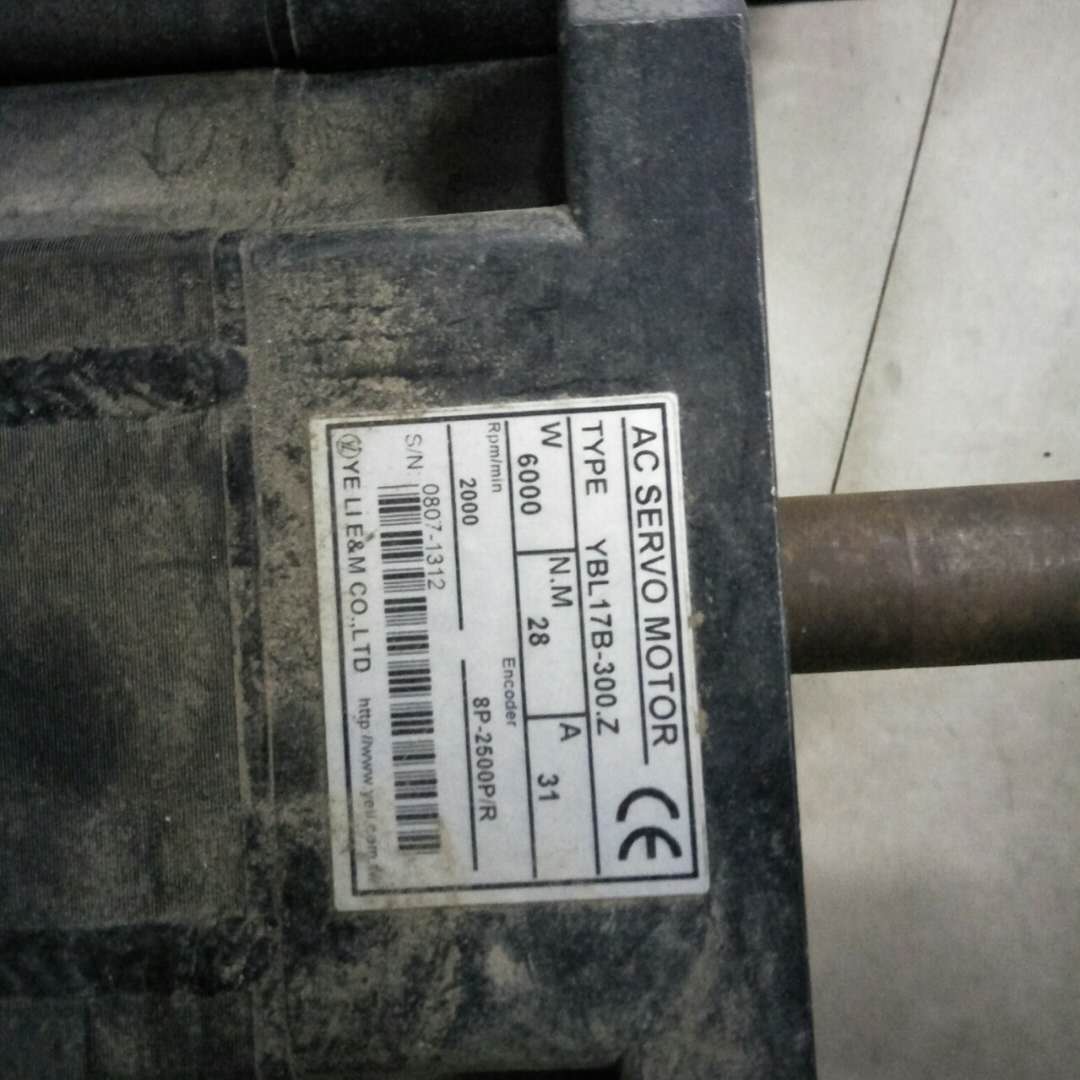 AC SERVO MOTOR CE
TYPE YBL17B-300.Z
W 6000 N.M 28 A 31
Rpm/min 2000 Encoder 8P-2500P/R
S/N: 0807-1312
YE LI E&M CO.,LTD http://www.yeli.com